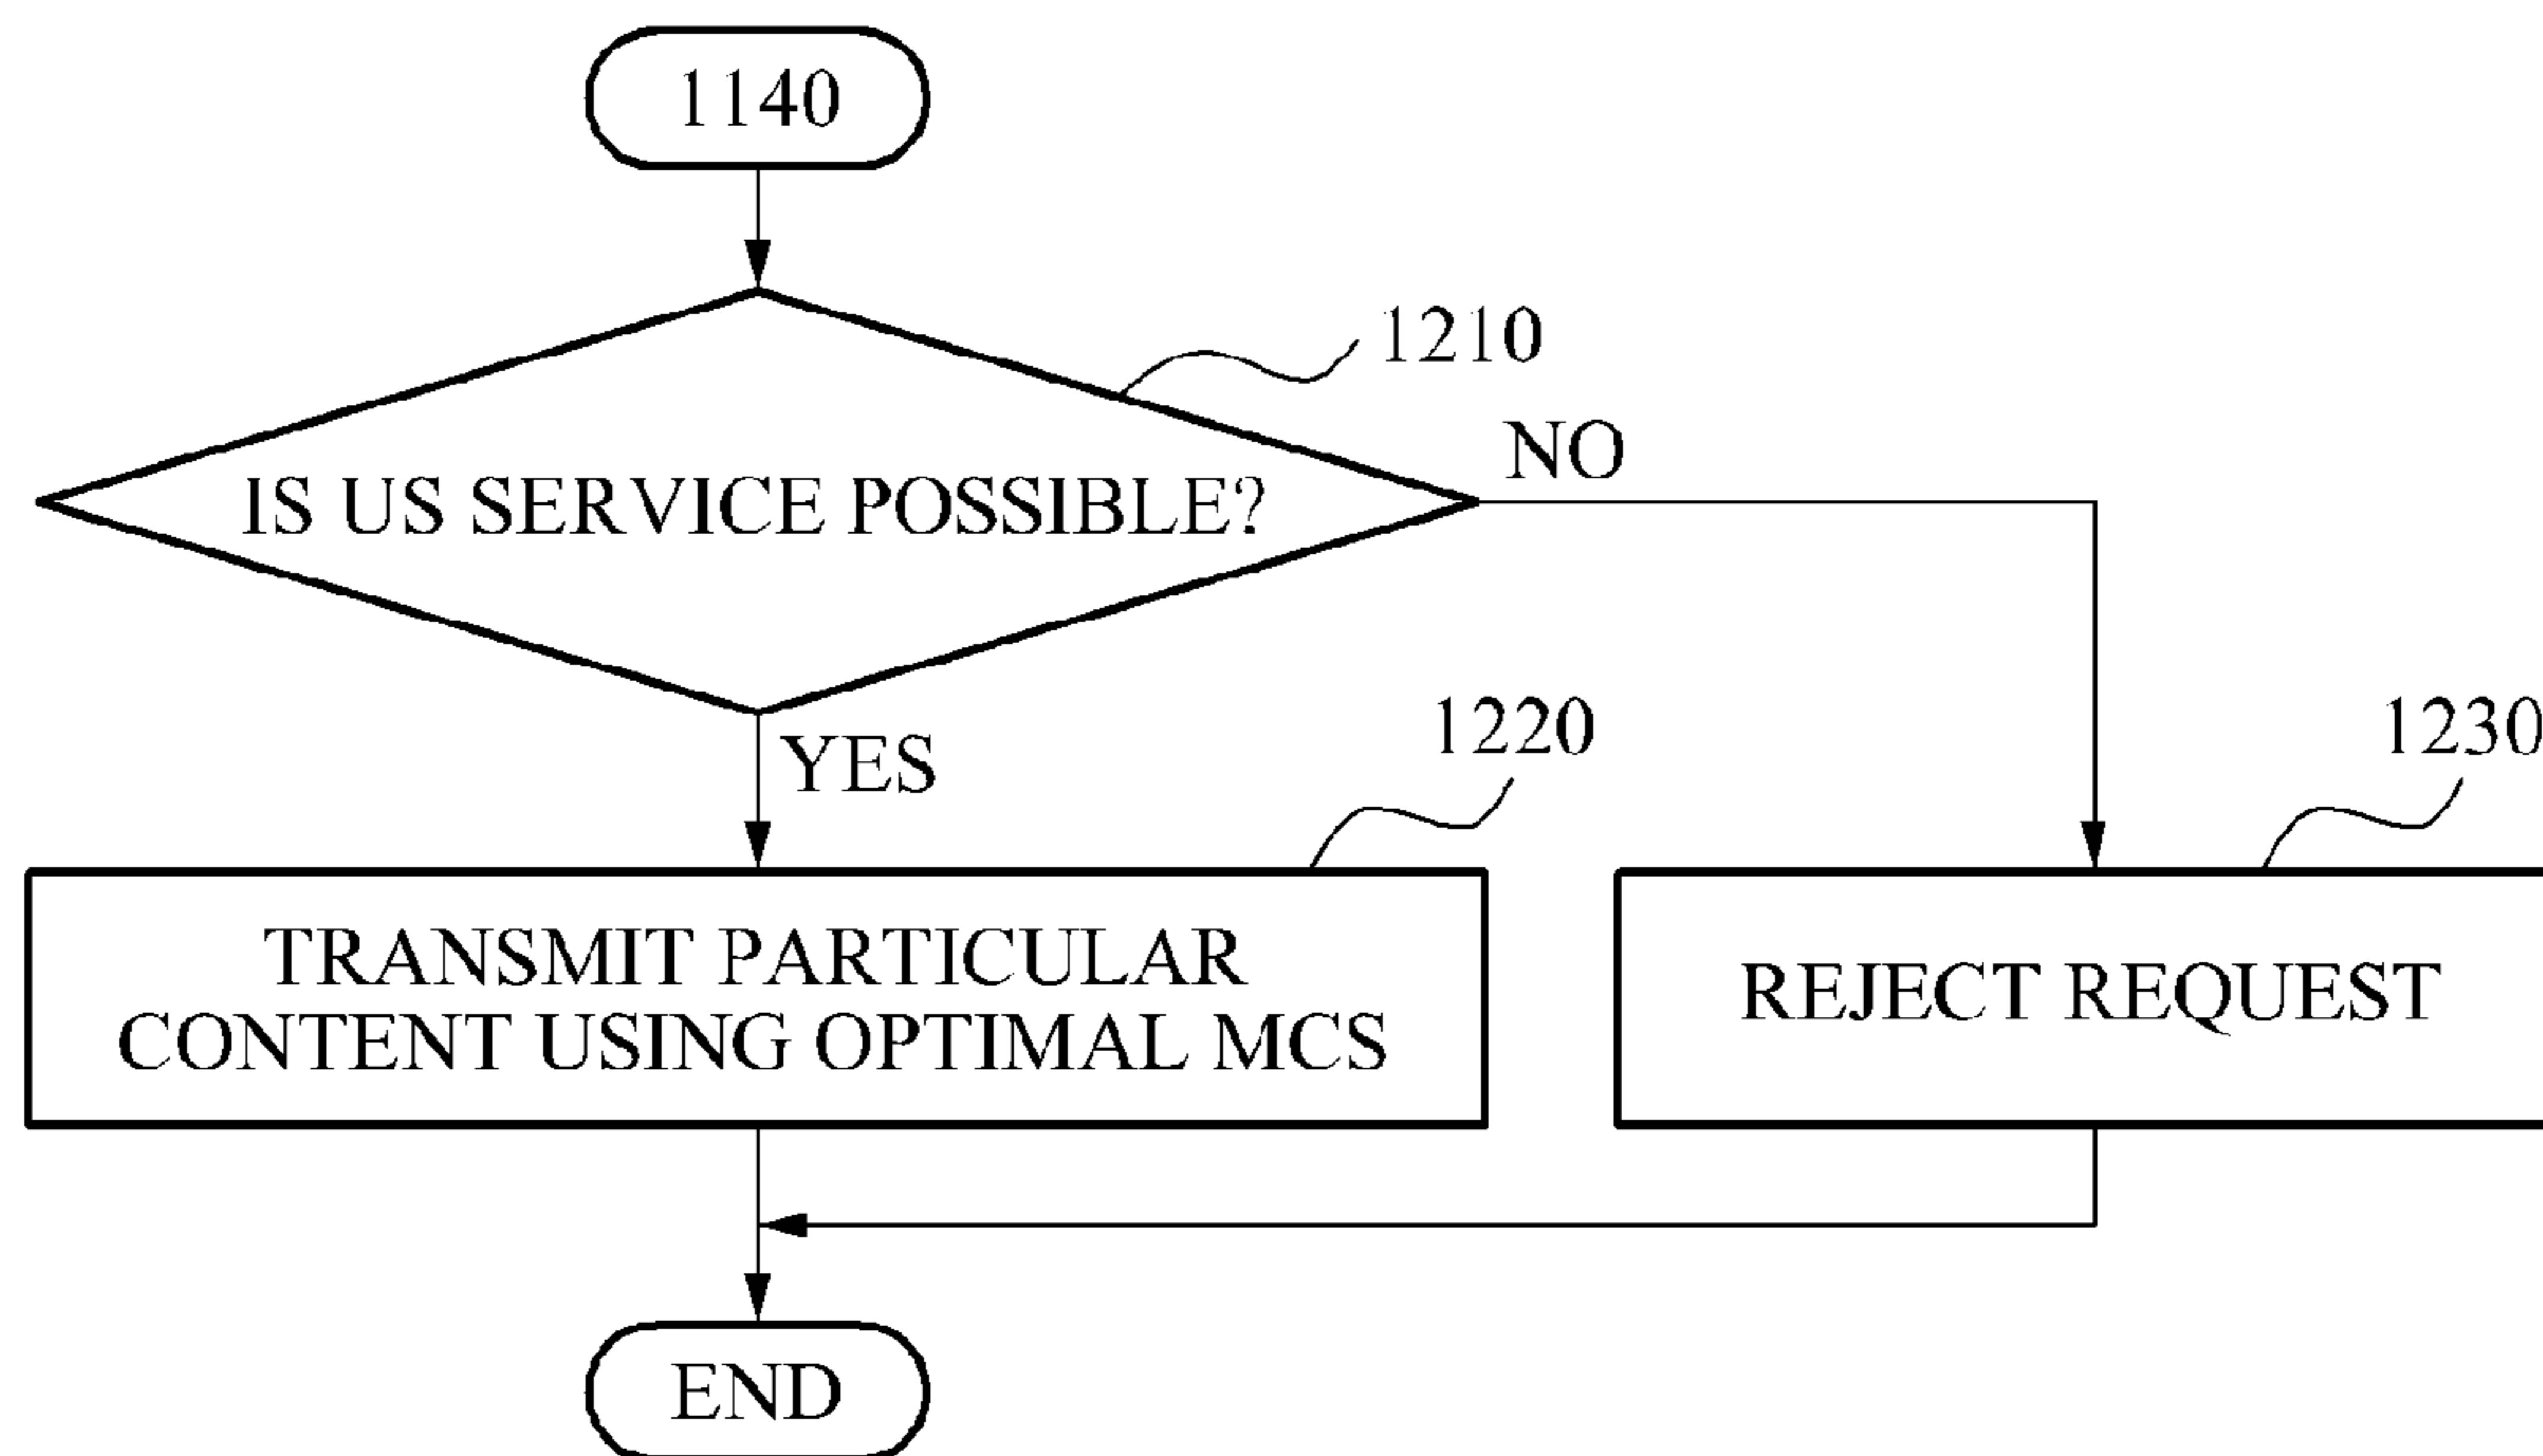 1140
1210
IS US SERVICE POSSIBLE?
NO
YES
1220
1230
TRANSMIT PARTICULAR
CONTENT USING OPTIMAL MCS
REJECT REQUEST
END